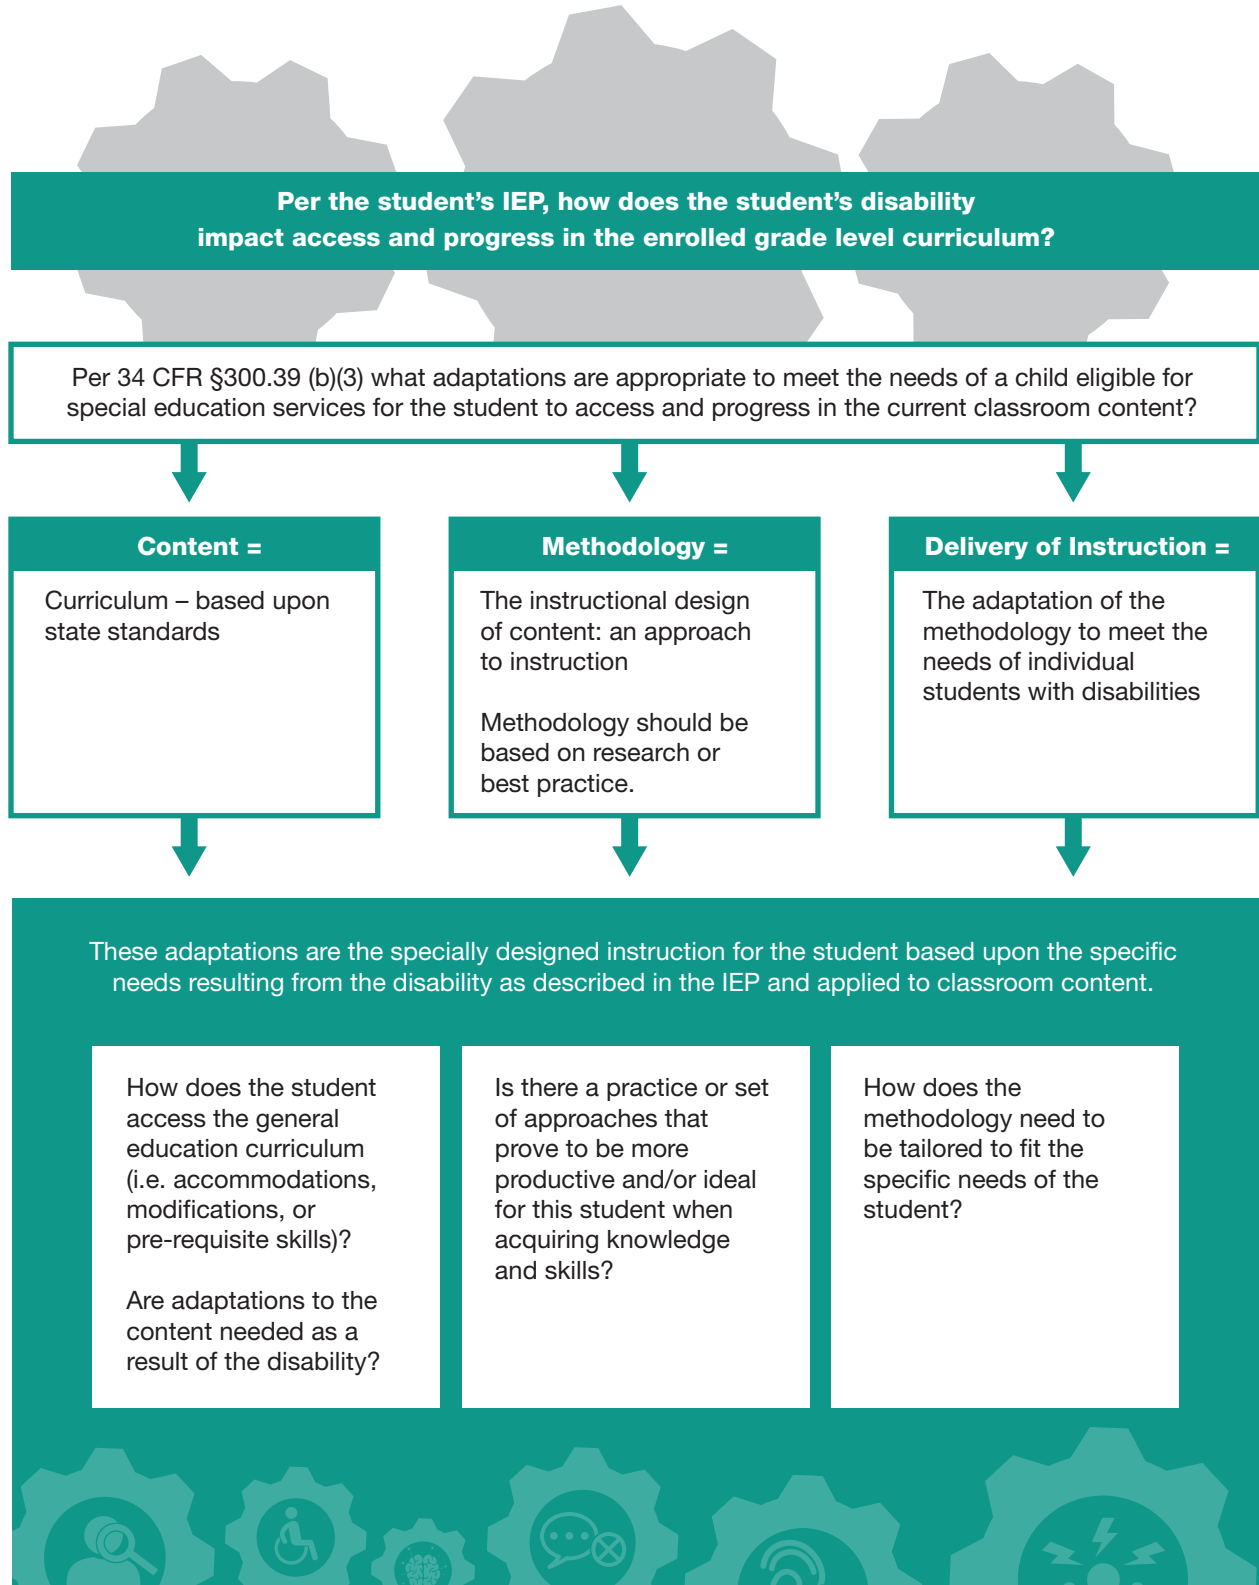 Per the student’s IEP, how does the student’s disability
impact access and progress in the enrolled grade level curriculum?
Per 34 CFR §300.39 (b)(3) what adaptations are appropriate to meet the needs of a child eligible for
special education services for the student to access and progress in the current classroom content?
Content =
Curriculum – based upon
state standards
Methodology =
The instructional design
of content: an approach
to instruction
Methodology should be
based on research or
best practice.
Delivery of Instruction =
The adaptation of the
methodology to meet the
needs of individual
students with disabilities
These adaptations are the specially designed instruction for the student based upon the specific
needs resulting from the disability as described in the IEP and applied to classroom content.
How does the student
access the general
education curriculum
(i.e. accommodations,
modifications, or
pre-requisite skills)?
Are adaptations to the
content needed as a
result of the disability?
Is there a practice or set
of approaches that
prove to be more
productive and/or ideal
for this student when
acquiring knowledge
and skills?
How does the
methodology need to
be tailored to fit the
specific needs of the
student?